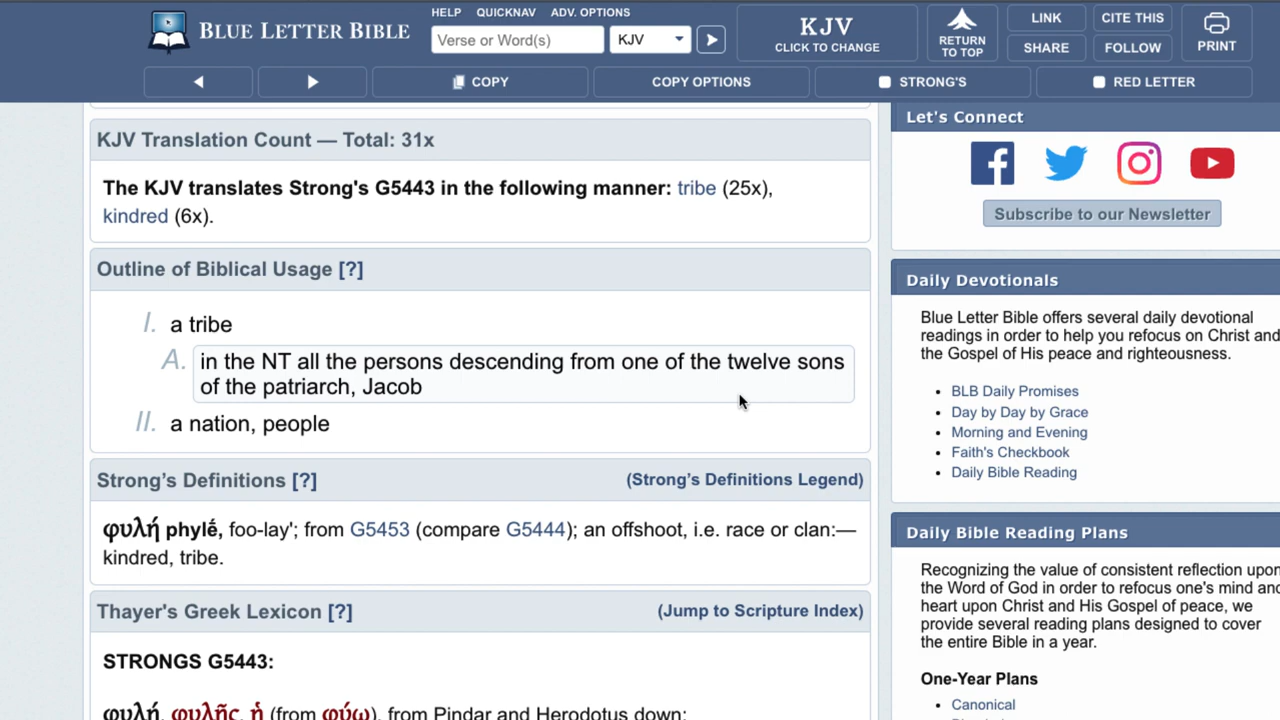 HELP QUICKNAV ADV. OPTIONS
BLUE LETTER BIBLE
Verse or Word(s)
KJV
KJV
CLICK TO CHANGE
RETURN
TO TOP
LINK
CITE THIS
SHARE
FOLLOW
PRINT
COPY
COPY OPTIONS
STRONG'S
RED LETTER
KJV Translation Count — Total: 31x
The KJV translates Strong's G5443 in the following manner: tribe (25x),
kindred (6x).
Outline of Biblical Usage [?]
I. a tribe
A. in the NT all the persons descending from one of the twelve sons
of the patriarch, Jacob
II. a nation, people
Strong's Definitions [?]
(Strong's Definitions Legend)
φυλή phylḗ, foo-lay'; from G5453 (compare G5444); an offshoot, i.e. race or clan:—
kindred, tribe.
Thayer's Greek Lexicon [?]
(Jump to Scripture Index)
STRONGS G5443:
φυλή, φυλῆς, ἡ (from φύω), from Pindar and Herodotus down;
Let's Connect
Subscribe to our Newsletter
Daily Devotionals
Blue Letter Bible offers several daily devotional
readings in order to help you refocus on Christ and
the Gospel of His peace and righteousness.
• BLB Daily Promises
• Day by Day by Grace
• Morning and Evening
• Faith's Checkbook
• Daily Bible Reading
Daily Bible Reading Plans
Recognizing the value of consistent reflection upon
the Word of God in order to refocus one's mind and
heart upon Christ and His Gospel of peace, we
provide several reading plans designed to cover
the entire Bible in a year.
One-Year Plans
• Canonical